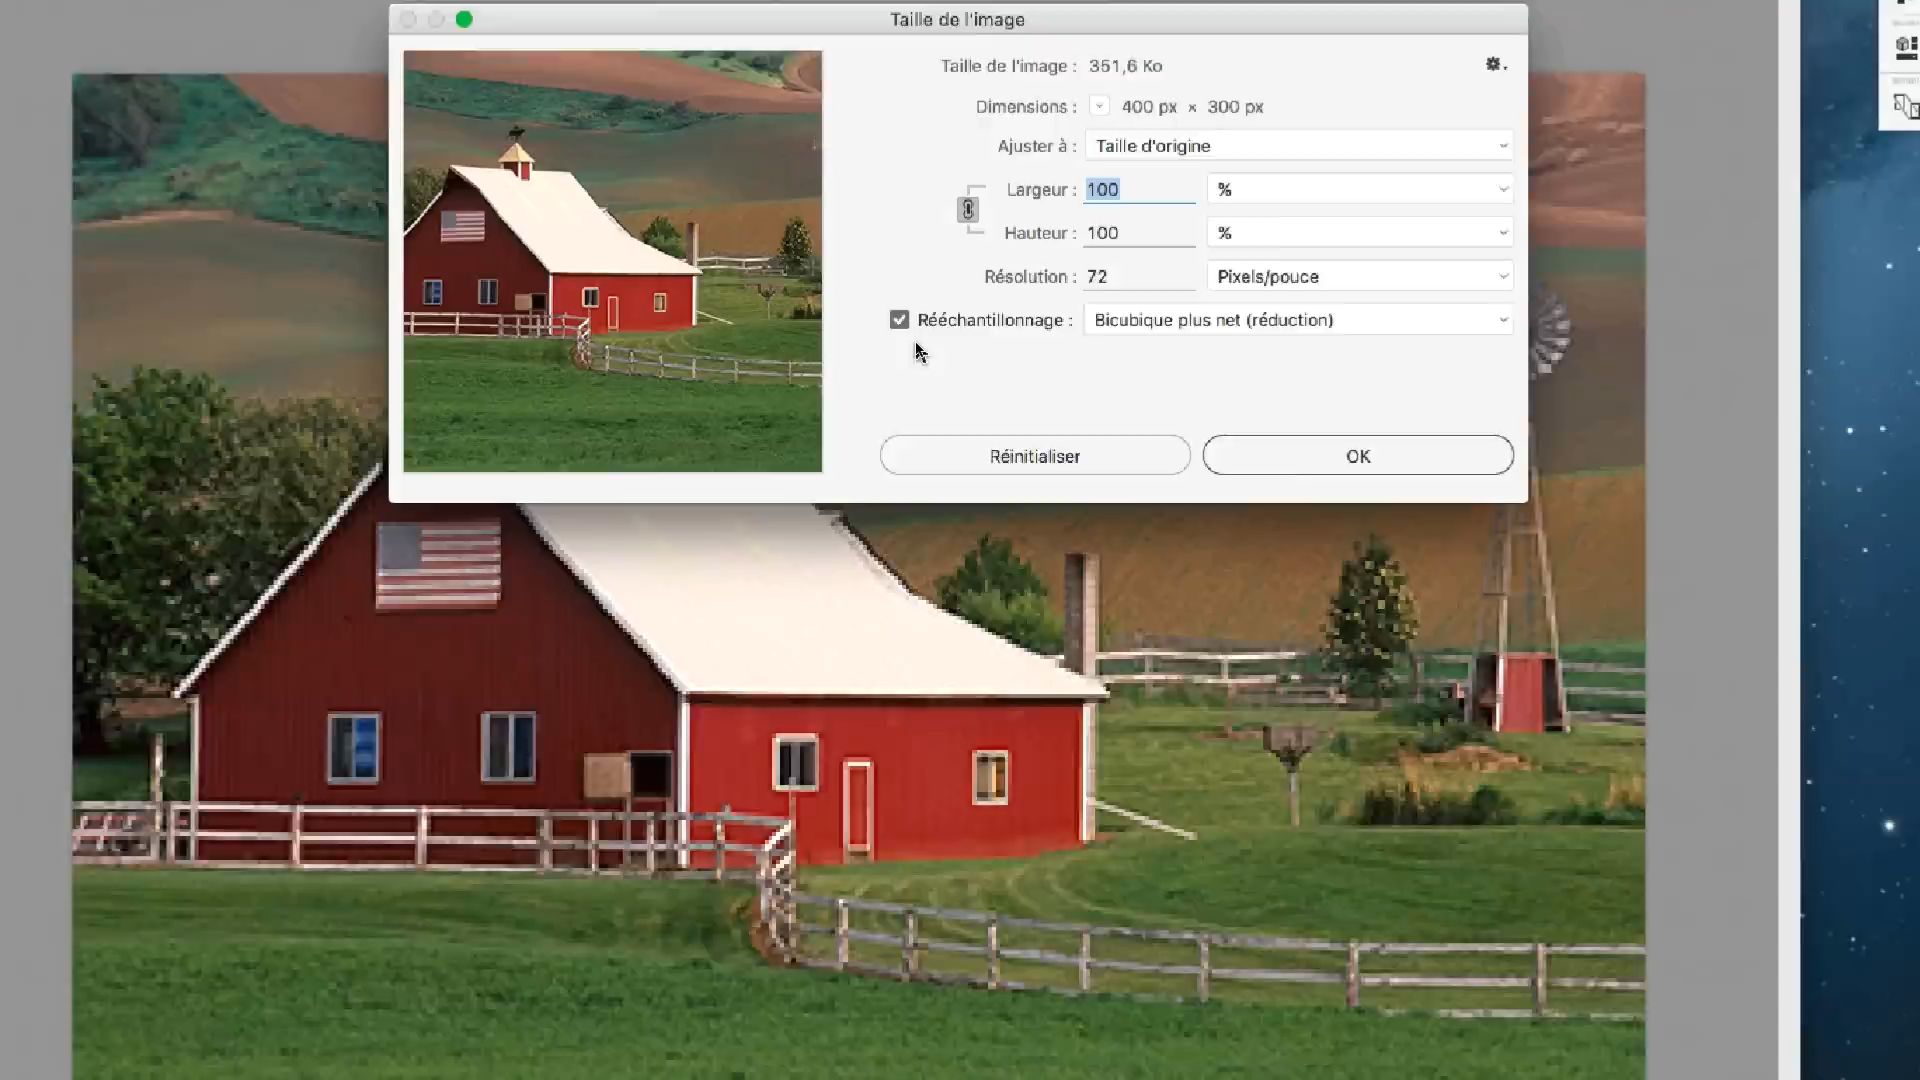 Taille de l'image
Taille de l'image : 351,6 Ko
Dimensions : 400 px × 300 px
Ajuster à : Taille d'origine
Largeur : 100 %
Hauteur : 100 %
Résolution : 72 Pixels/pouce
Rééchantillonnage : Bicubique plus net (réduction)
Réinitialiser OK